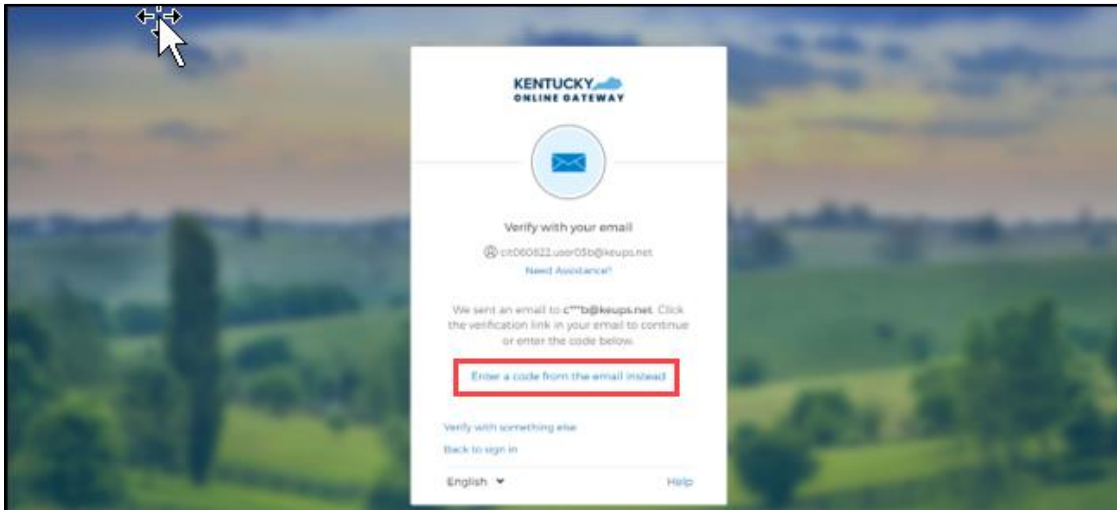 KENTUCKY
ONLINE GATEWAY
Verify with your email
cit060822.user05b@keups.net
Need Assistance?
We sent an email to c***b@keups.net. Click
the verification link in your email to continue
or enter the code below.
Enter a code from the email instead
Verify with something else
Back to sign in
English
Help